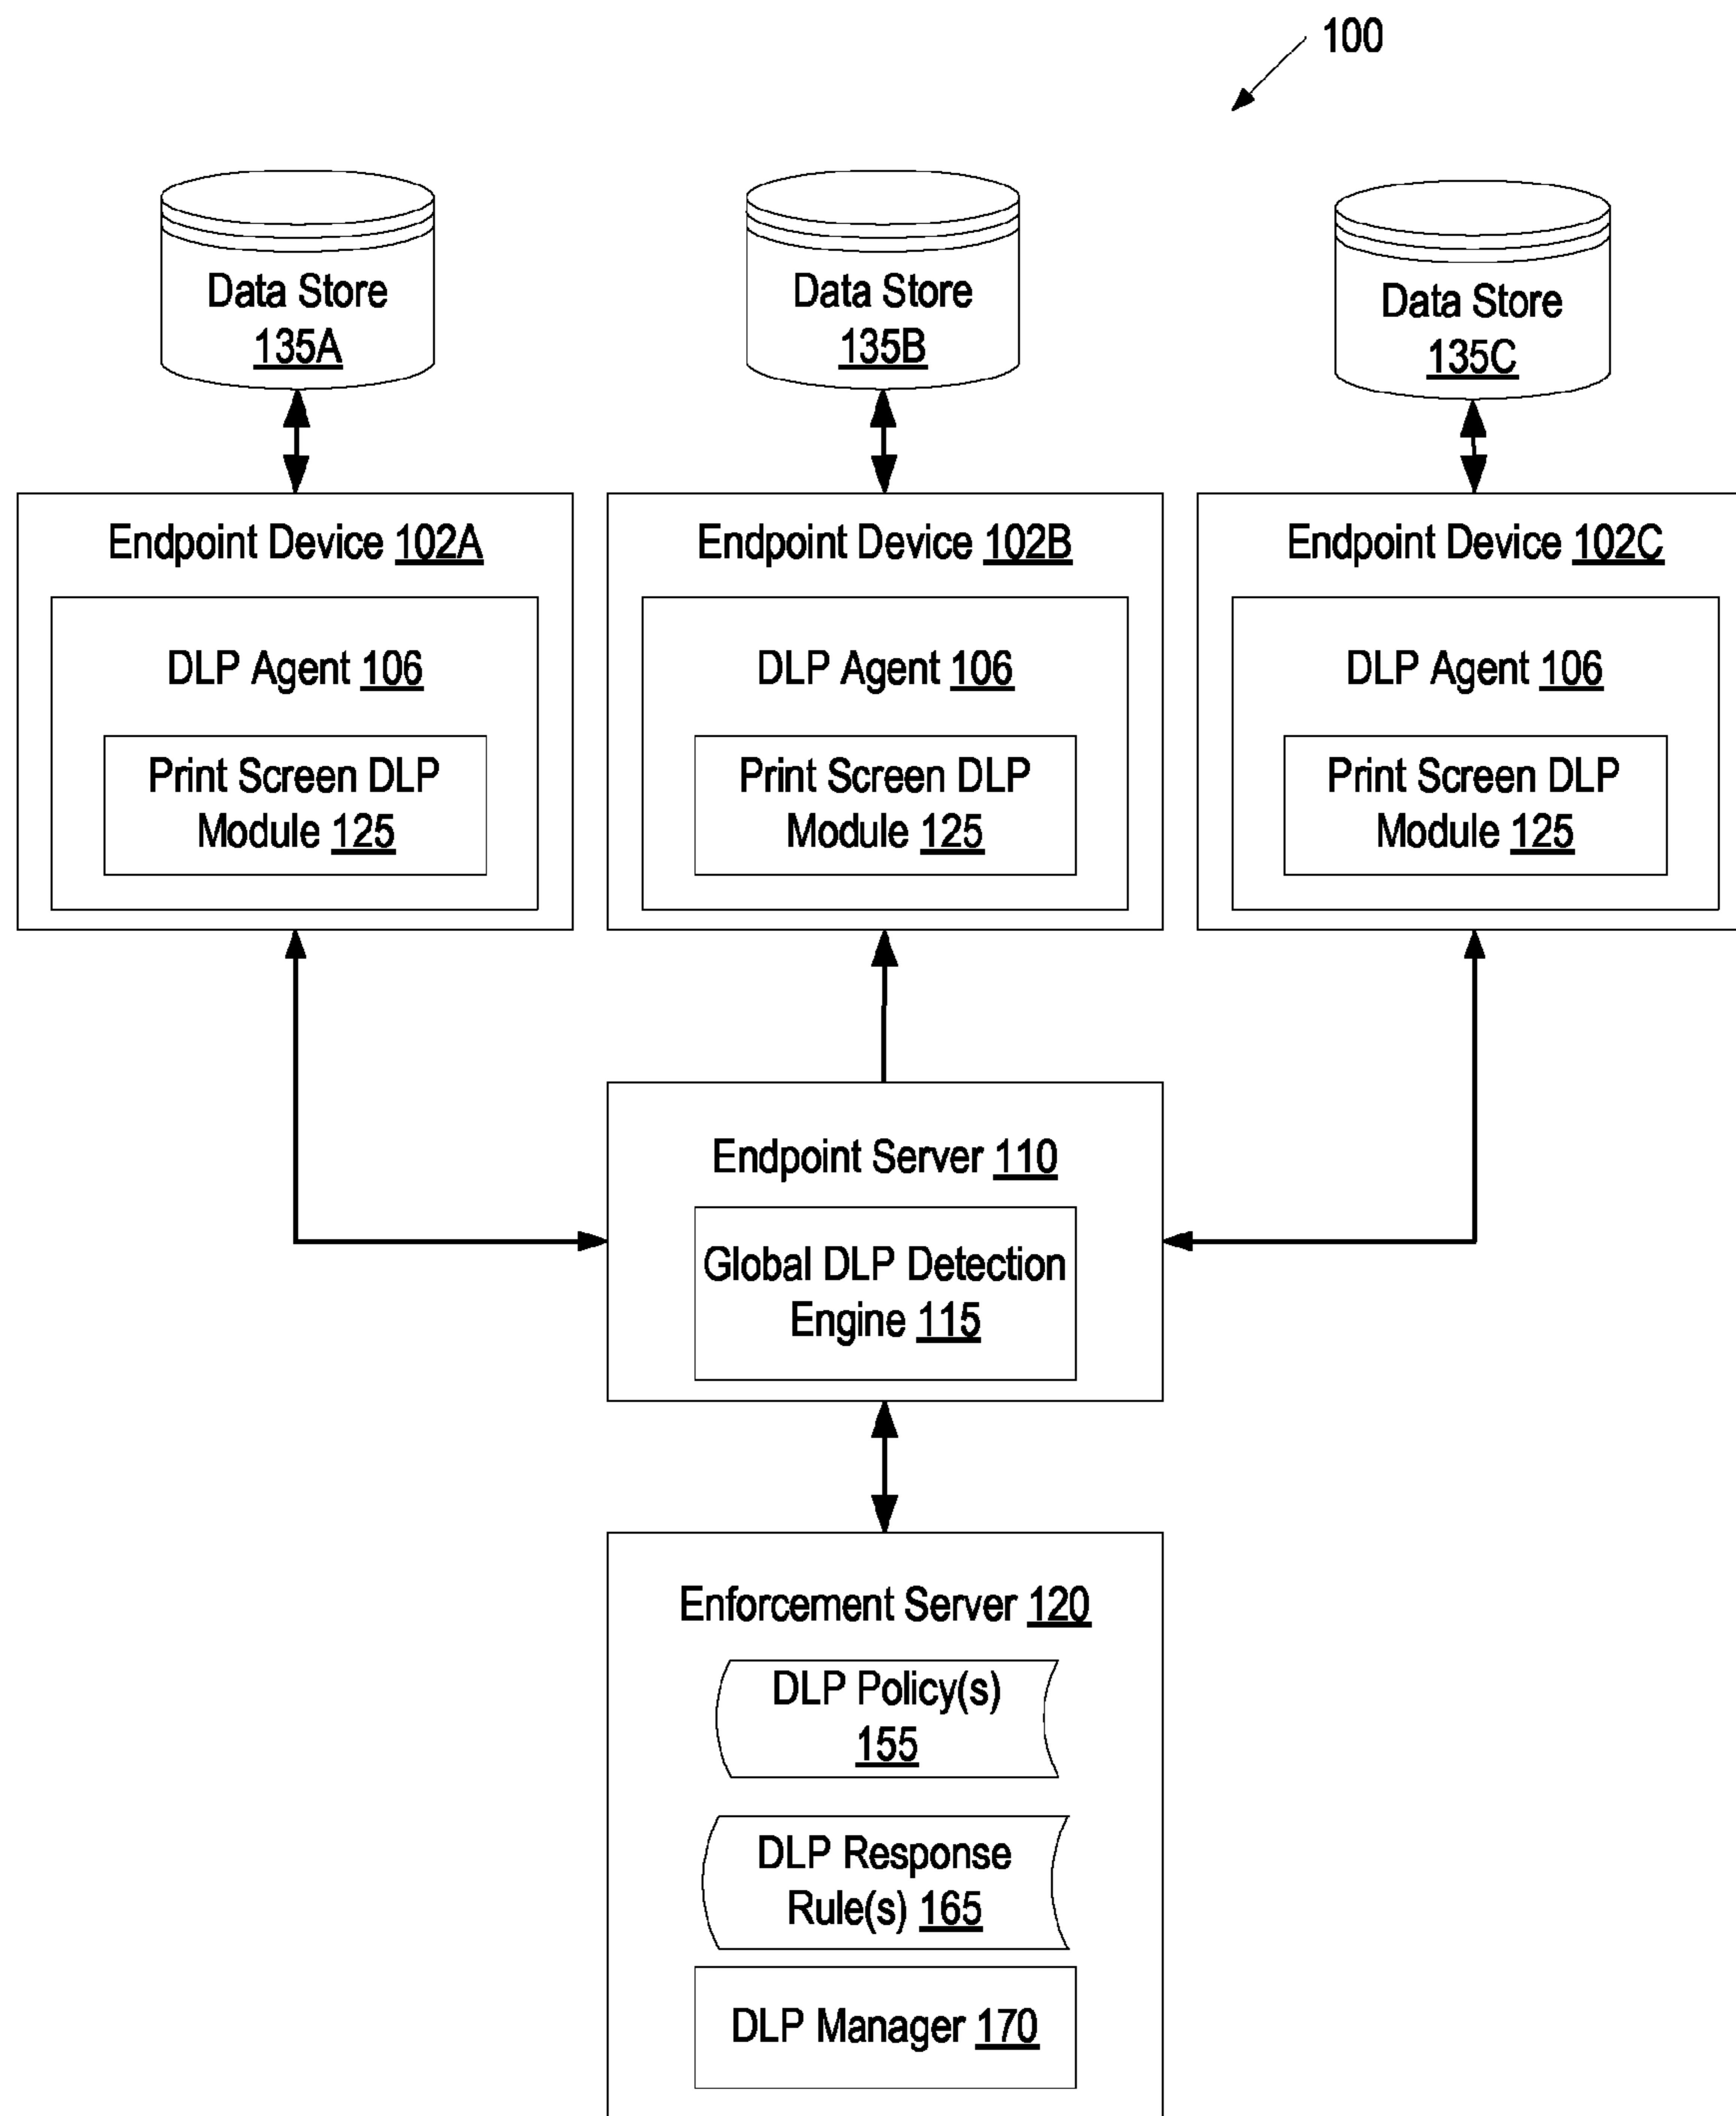 100
Data Store
135A
Data Store
135B
Data Store
135C
Endpoint Device 102A
DLP Agent 106
Print Screen DLP
Module 125
Endpoint Device 102B
DLP Agent 106
Print Screen DLP
Module 125
Endpoint Device 102C
DLP Agent 106
Print Screen DLP
Module 125
Endpoint Server 110
Global DLP Detection
Engine 115
Enforcement Server 120
DLP Policy(s)
155
DLP Response
Rule(s) 165
DLP Manager 170